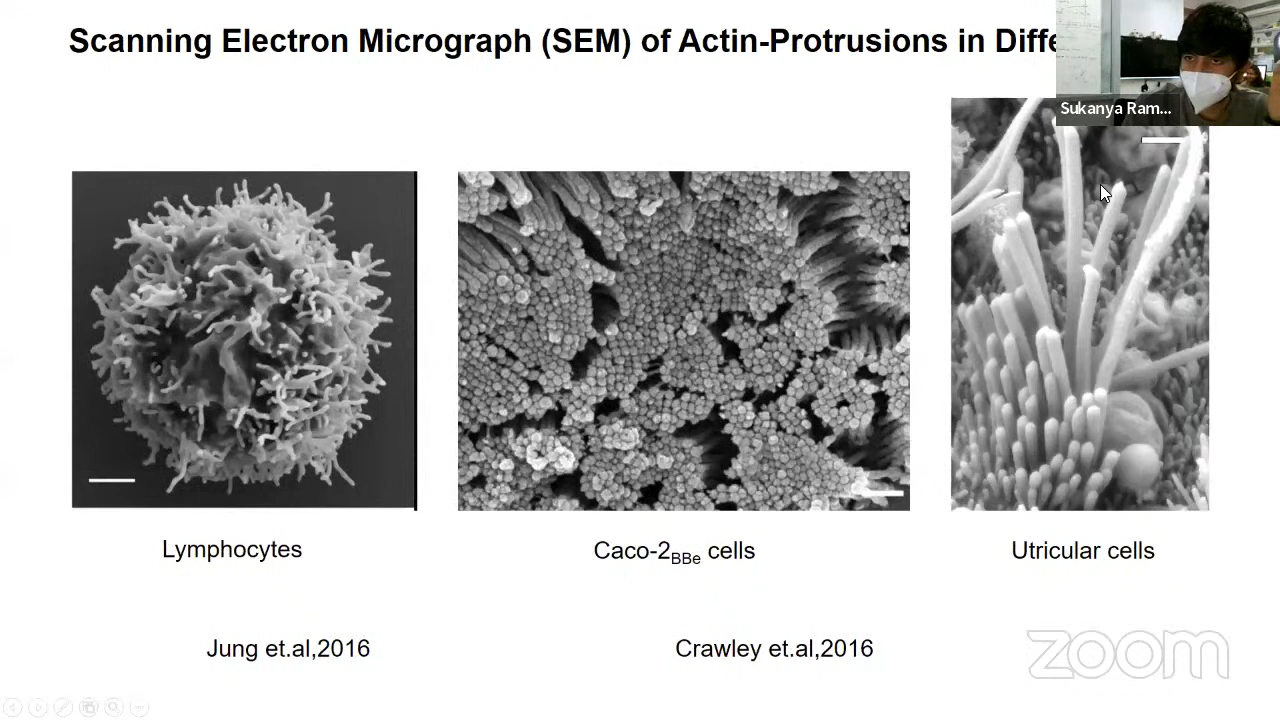 Scanning Electron Micrograph (SEM) of Actin-Protrusions in Diffe
Sukanya Ram...
Lymphocytes
Caco-2BBe cells
Utricular cells
Jung et.al,2016
Crawley et.al,2016
zoom